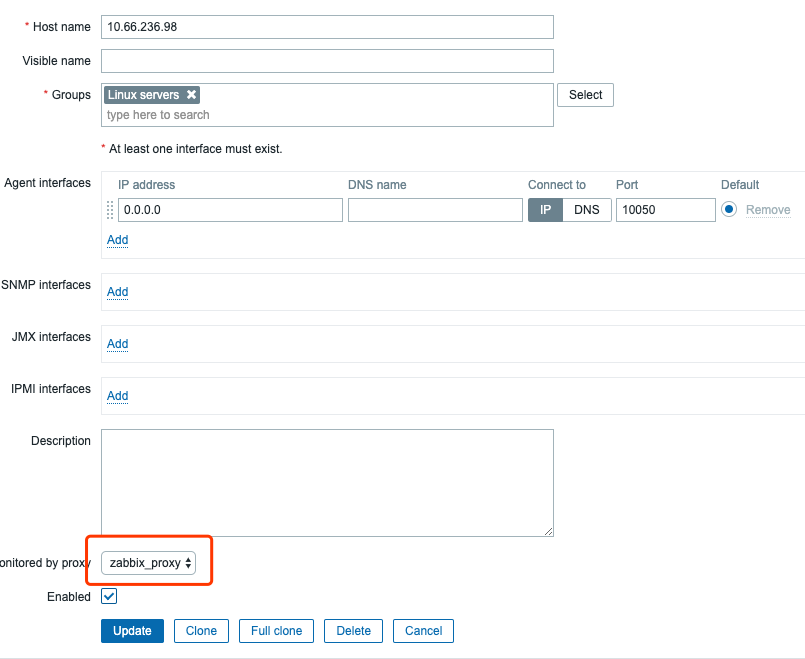 * Host name 10.66.236.98
Visible name
* Groups Linux servers ✖ Select
type here to search
* At least one interface must exist.
Agent interfaces IP address DNS name Connect to Port Default
0.0.0.0 IP DNS 10050 Remove
Add
SNMP interfaces Add
JMX interfaces Add
IPMI interfaces Add
Description
onitored by proxy zabbix_proxy
Enabled
Update Clone Full clone Delete Cancel